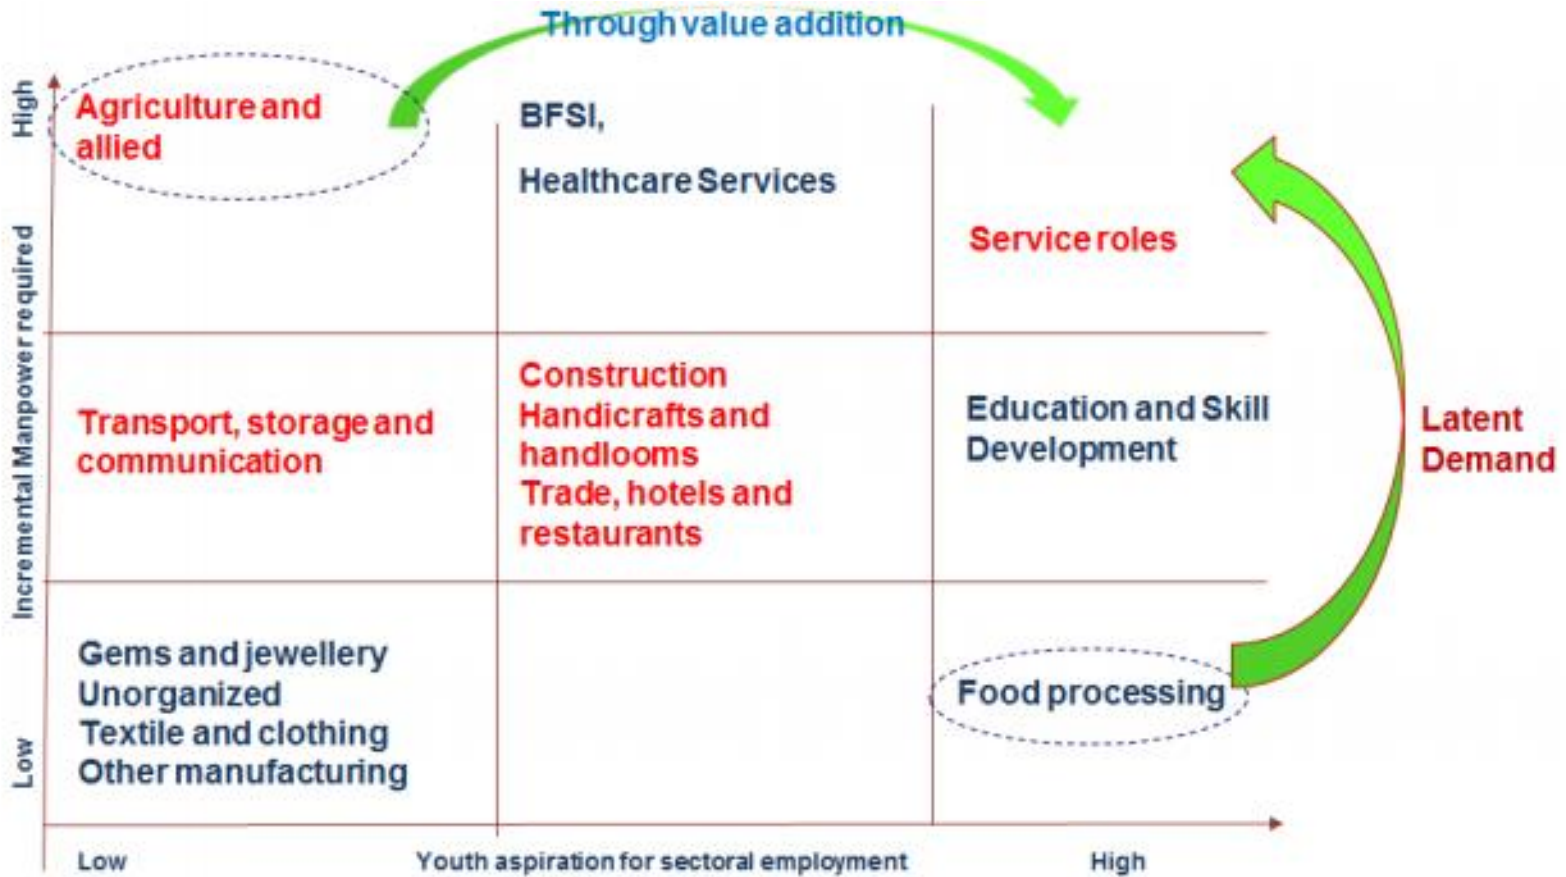 Through value addition
High
Agriculture and
allied
BFSI,
Healthcare Services
Service roles
Incremental Manpower required
Transport, storage and
communication
Construction
Handicrafts and
handlooms
Trade, hotels and
restaurants
Education and Skill
Development
Latent
Demand
Gems and jewellery
Unorganized
Textile and clothing
Other manufacturing
Food processing
Low
Low
Youth aspiration for sectoral employment
High